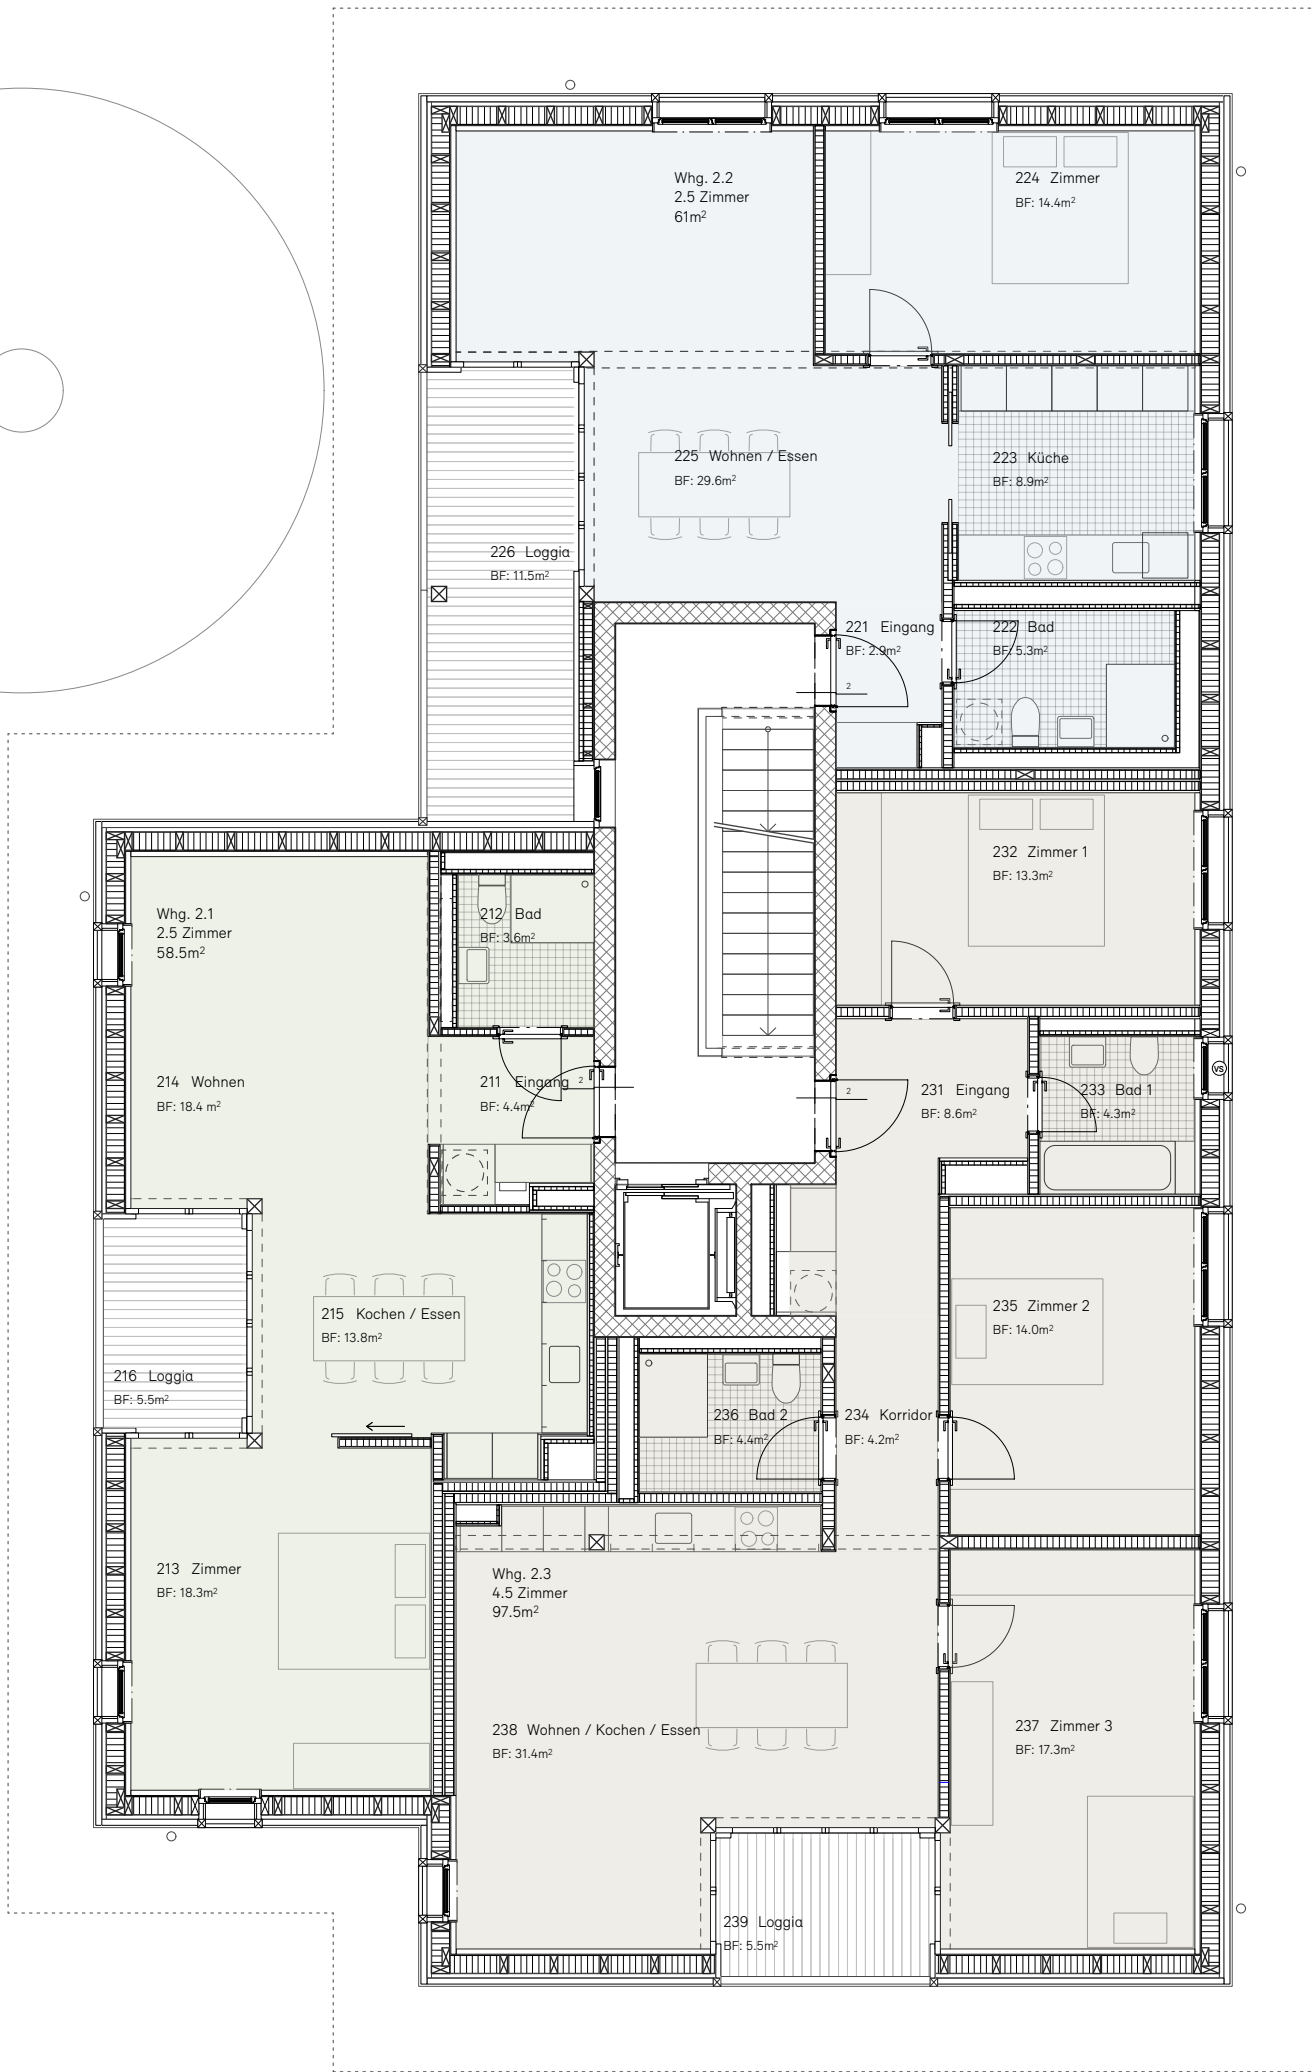 Whg. 2.2
2.5 Zimmer
61m²
224 Zimmer
BF: 14.4m²
225 Wohnen / Essen
BF: 29.6m²
223 Küche
BF: 8.9m²
226 Loggia
BF: 11.5m²
221 Eingang
BF: 2.9m²
222 Bad
BF: 5.3m²
2
232 Zimmer 1
BF: 13.3m²
Whg. 2.1
2.5 Zimmer
58.5m²
212 Bad
BF: 3.6m²
214 Wohnen
BF: 18.4 m²
211 Eingang
BF: 4.4m²
2
2
231 Eingang
BF: 8.6m²
233 Bad 1
BF: 4.3m²
VS
215 Kochen / Essen
BF: 13.8m²
235 Zimmer 2
BF: 14.0m²
216 Loggia
BF: 5.5m²
236 Bad 2
BF: 4.4m²
234 Korridor
BF: 4.2m²
213 Zimmer
BF: 18.3m²
Whg. 2.3
4.5 Zimmer
97.5m²
238 Wohnen / Kochen / Essen
BF: 31.4m²
237 Zimmer 3
BF: 17.3m²
239 Loggia
BF: 5.5m²